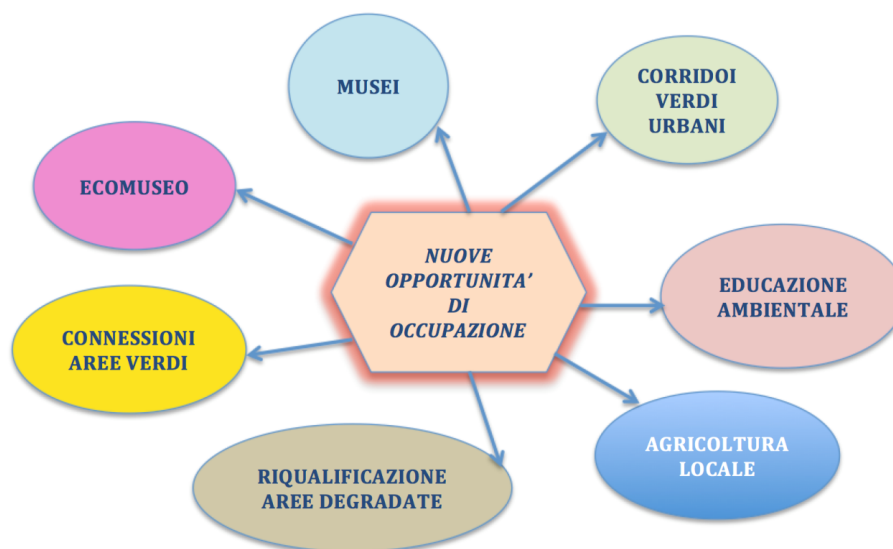 MUSEI
CORRIDOI
VERDI
URBANI
ECOMUSEO
NUOVE
OPPORTUNITA’
DI
OCCUPAZIONE
EDUCAZIONE
AMBIENTALE
CONNESSIONI
AREE VERDI
AGRICOLTURA
LOCALE
RIQUALIFICAZIONE
AREE DEGRADATE